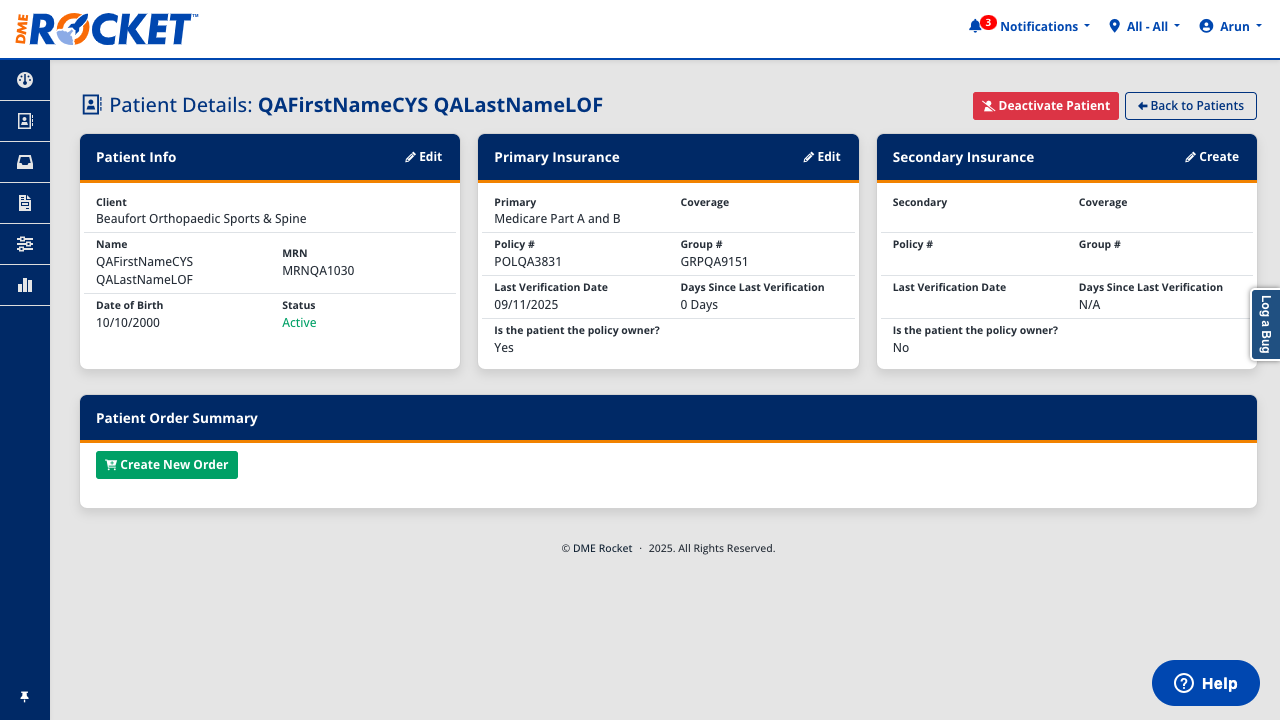 DME ROCKET™
3 Notifications
All - All
Arun
Patient Details: QAFirstNameCYS QALastNameLOF
Deactivate Patient
Back to Patients
Patient Info
Edit
Client
Beaufort Orthopaedic Sports & Spine
Name
QAFirstNameCYS
QALastNameLOF
MRN
MRNQA1030
Date of Birth
10/10/2000
Status
Active
Primary Insurance
Edit
Primary
Medicare Part A and B
Coverage
Policy #
POLQA3831
Group #
GRPQA9151
Last Verification Date
09/11/2025
Days Since Last Verification
0 Days
Is the patient the policy owner?
Yes
Secondary Insurance
Create
Secondary
Coverage
Policy #
Group #
Last Verification Date
Days Since Last Verification
N/A
Is the patient the policy owner?
No
Log a Bug
Patient Order Summary
Create New Order
© DME Rocket · 2025. All Rights Reserved.
Help